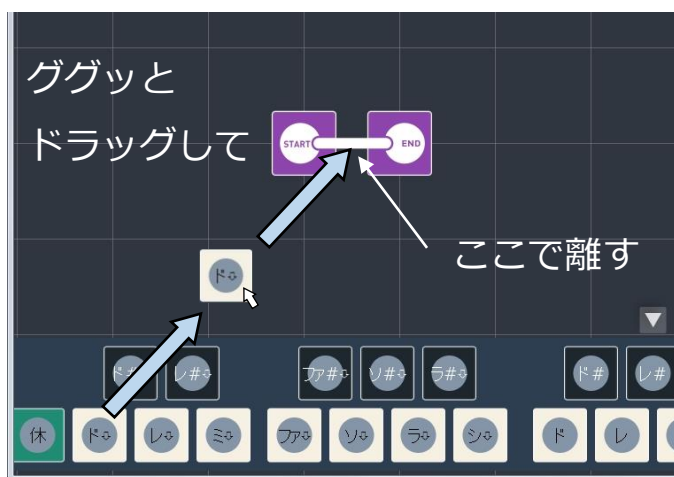 ググッと
ドラッグして
START
END
ここで離す
ド⇩
ド#⇩ レ#⇩ ファ#⇩ ソ#⇩ ラ#⇩ ド# レ#
休 ド⇩ レ⇩ ミ⇩ ファ⇩ ソ⇩ ラ⇩ シ⇩ ド レ